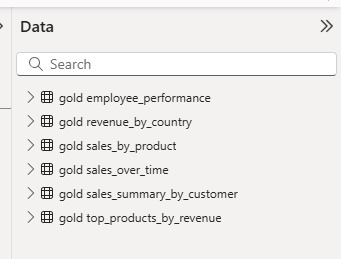 Data
Search
gold employee_performance
gold revenue_by_country
gold sales_by_product
gold sales_over_time
gold sales_summary_by_customer
gold top_products_by_revenue